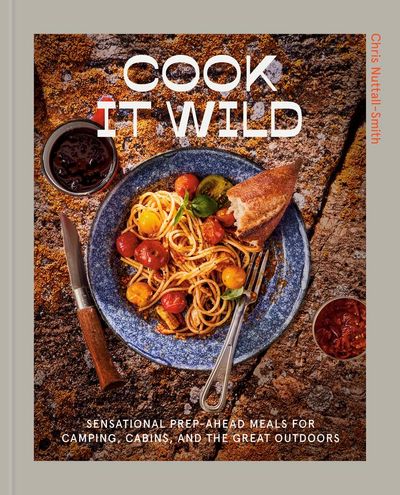 COOK
IT WILD
Chris Nuttall-Smith
SENSATIONAL PREP-AHEAD MEALS FOR
CAMPING, CABINS, AND THE GREAT OUTDOORS